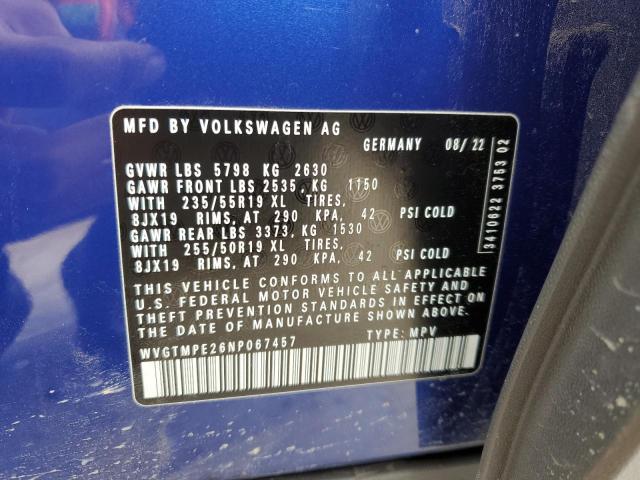 MFD BY VOLKSWAGEN AG
GERMANY 08/22
GVWR LBS 5798 KG 2630
GAWR FRONT LBS 2535, KG 1150
WITH 235/55R19 XL TIRES,
8JX19 RIMS, AT 290 KPA, 42 PSI COLD
GAWR REAR LBS 3373, KG 1530
WITH 255/50R19 XL TIRES,
8JX19 RIMS, AT 290 KPA, 42 PSI COLD
THIS VEHICLE CONFORMS TO ALL APPLICABLE
U.S. FEDERAL MOTOR VEHICLE SAFETY AND
THEFT PREVENTION STANDARDS IN EFFECT ON
THE DATE OF MANUFACTURE SHOWN ABOVE.
WVGTMPE26NP067457 TYPE: MPV
3410622 3753 02